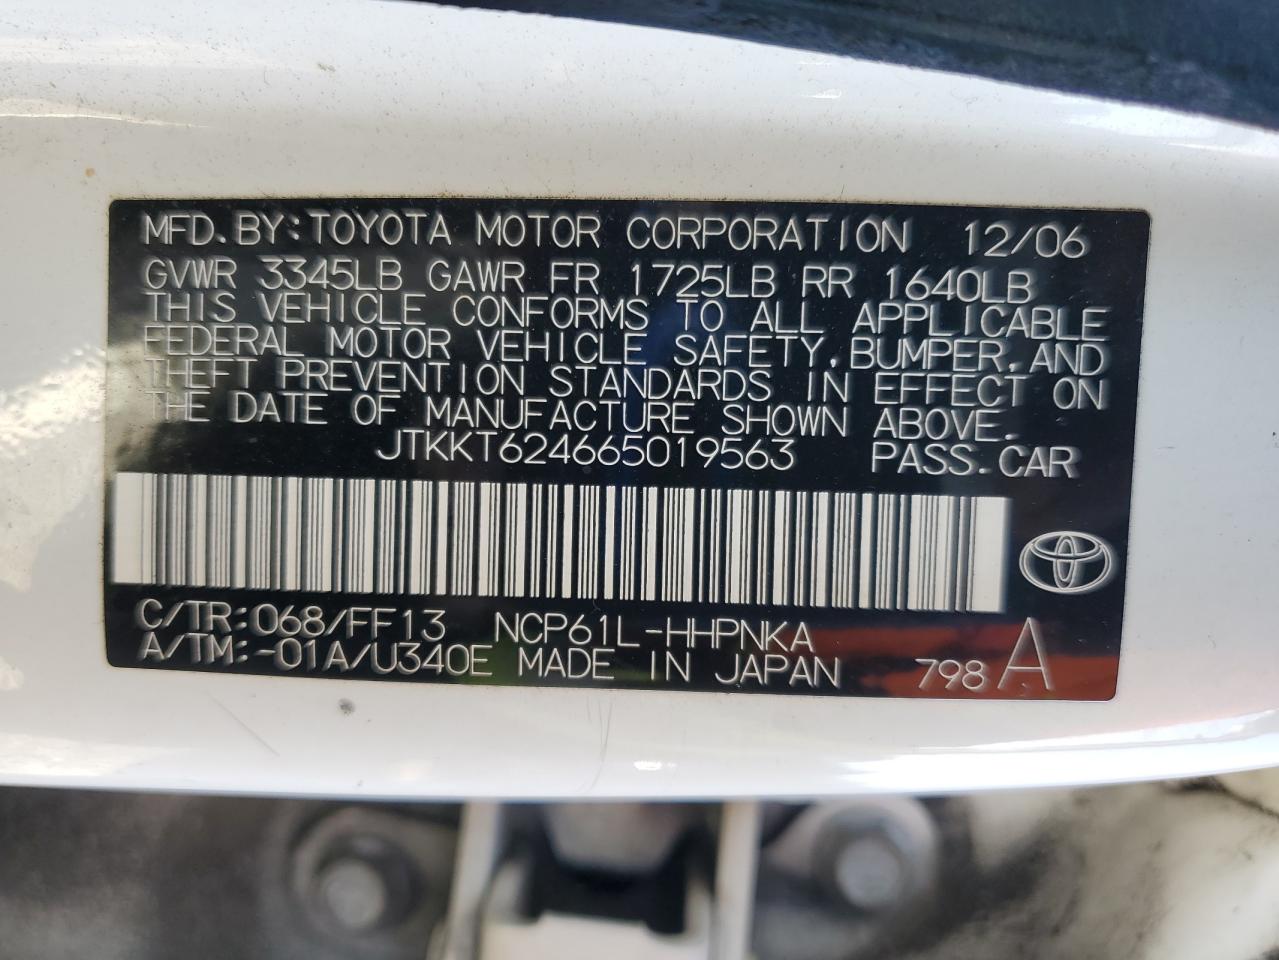 MFD.BY:TOYOTA MOTOR CORPORATION 12/06
GVWR 3345LB GAWR FR 1725LB RR 1640LB
THIS VEHICLE CONFORMS TO ALL APPLICABLE
FEDERAL MOTOR VEHICLE SAFETY,BUMPER,AND
THEFT PREVENTION STANDARDS IN EFFECT ON
THE DATE OF MANUFACTURE SHOWN ABOVE.
JTKKT624665019563 PASS.CAR
C/TR:068/FF13 NCP61L-HHPNKA
A/TM:-01A/U340E MADE IN JAPAN 798 A